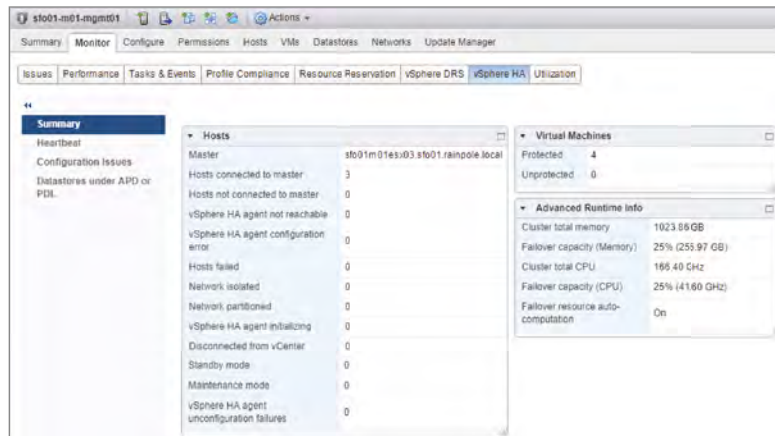 sfo01-m01-mgmt01 Actions
Summary Monitor Configure Permissions Hosts VMs Datastores Networks Update Manager
Issues Performance Tasks & Events Profile Compliance Resource Reservation vSphere DRS vSphere HA Utilization
Summary
Heartbeat
Configuration Issues
Datastores under APD or
PDL
Hosts
Master sfo01m01esx03.sfo01.rainpole.local
Hosts connected to master 3
Hosts not connected to master 0
vSphere HA agent not reachable 0
vSphere HA agent configuration
error 0
Hosts failed 0
Network isolated 0
Network partitioned 0
vSphere HA agent initializing 0
Disconnected from vCenter 0
Standby mode 0
Maintenance mode 0
vSphere HA agent
unconfiguration failures 0
Virtual Machines
Protected 4
Unprotected 0
Advanced Runtime Info
Cluster total memory 1023.86 GB
Failover capacity (Memory) 25% (255.97 GB)
Cluster total CPU 166.40 GHz
Failover capacity (CPU) 25% (41.60 GHz)
Failover resource auto-
computation On